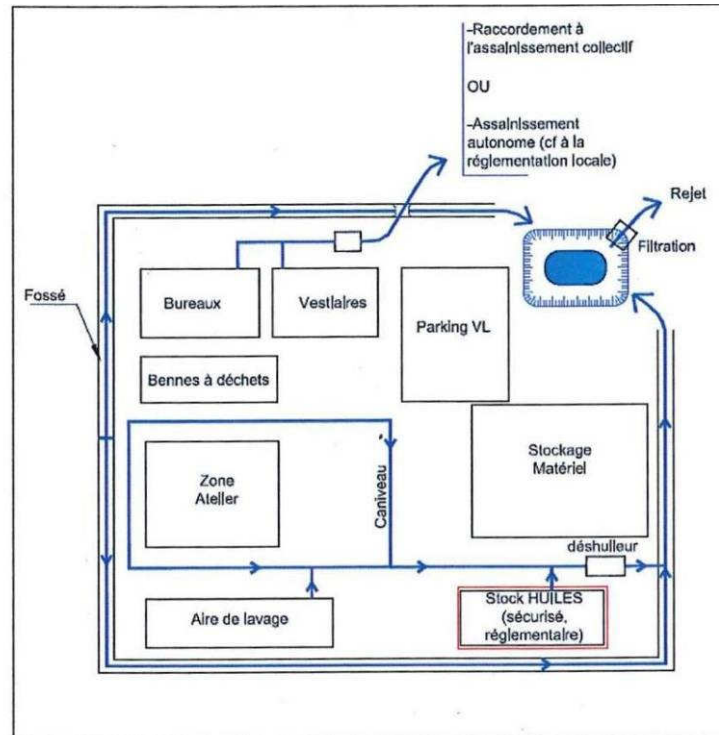 -Raccordement à
l'assainissement collectif
OU
-Assainissement
autonome (cf à la
réglementation locale)
Rejet
Filtration
Fossé
Bureaux
Vestiaires
Parking VL
Bennes à déchets
Zone
Atelier
Caniveau
Stockage
Matériel
déshuileur
Aire de lavage
Stock HUILES
(sécurisé,
réglementaire)